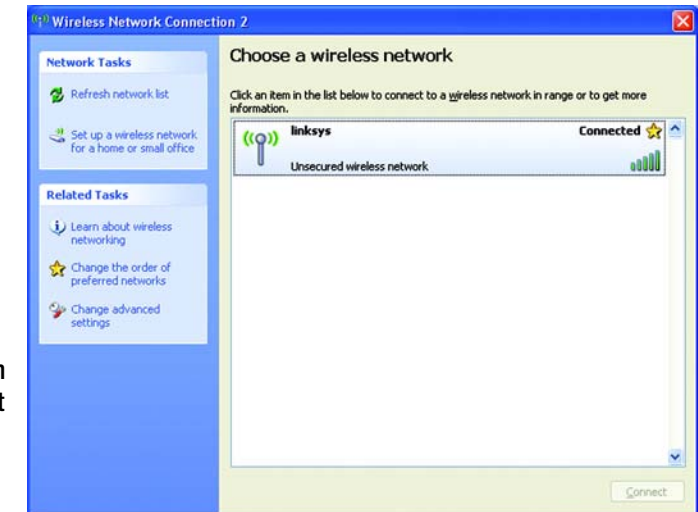 Wireless Network Connection 2
Network Tasks
Refresh network list
Set up a wireless network
for a home or small office
Related Tasks
Learn about wireless
networking
Change the order of
preferred networks
Change advanced
settings
Choose a wireless network
Click an item in the list below to connect to a wireless network in range or to get more
information.
linksys
Connected
Unsecured wireless network
Connect